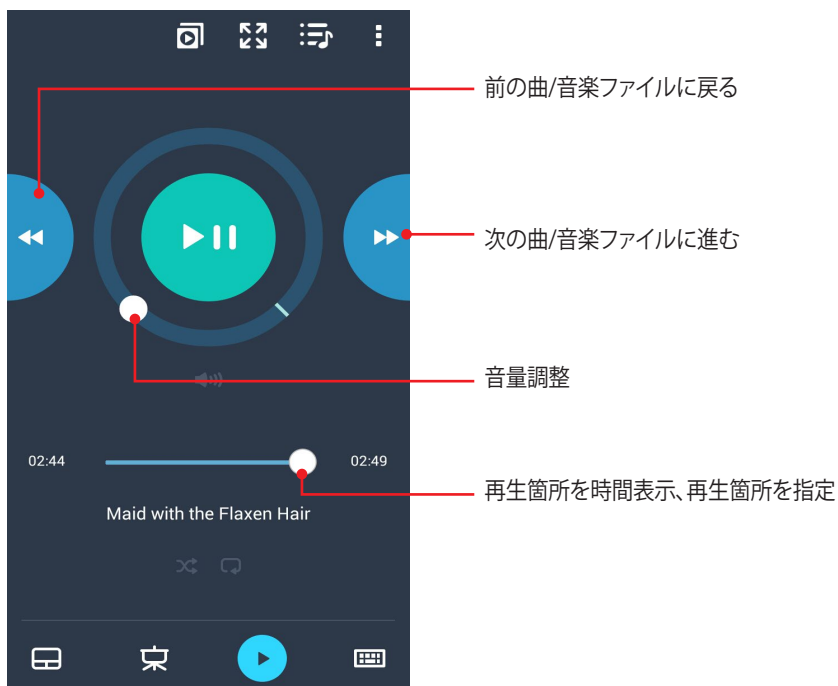 前の曲/音楽ファイルに戻る
次の曲/音楽ファイルに進む
音量調整
02:44
02:49
再生箇所を時間表示、再生箇所を指定
Maid with the Flaxen Hair